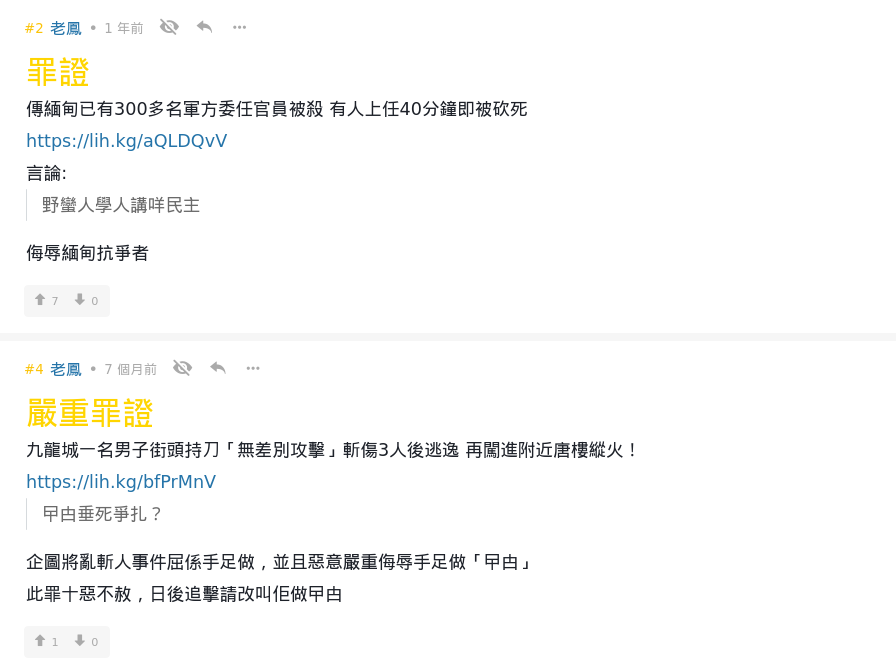 #2 老鳳 • 1 年前
罪證
傳緬甸已有300多名軍方委任官員被殺 有人上任40分鐘即被砍死
https://lih.kg/aQLDQvV
言論:
野蠻人學人講咩民主
侮辱緬甸抗爭者
7 0
#4 老鳳 • 7 個月前
嚴重罪證
九龍城一名男子街頭持刀「無差別攻擊」斬傷3人後逃逸 再闖進附近唐樓縱火！
https://lih.kg/bfPrMnV
曱甴垂死爭扎？
企圖將亂斬人事件屈係手足做，並且惡意嚴重侮辱手足做「曱甴」
此罪十惡不赦，日後追擊請改叫佢做曱甴
1 0